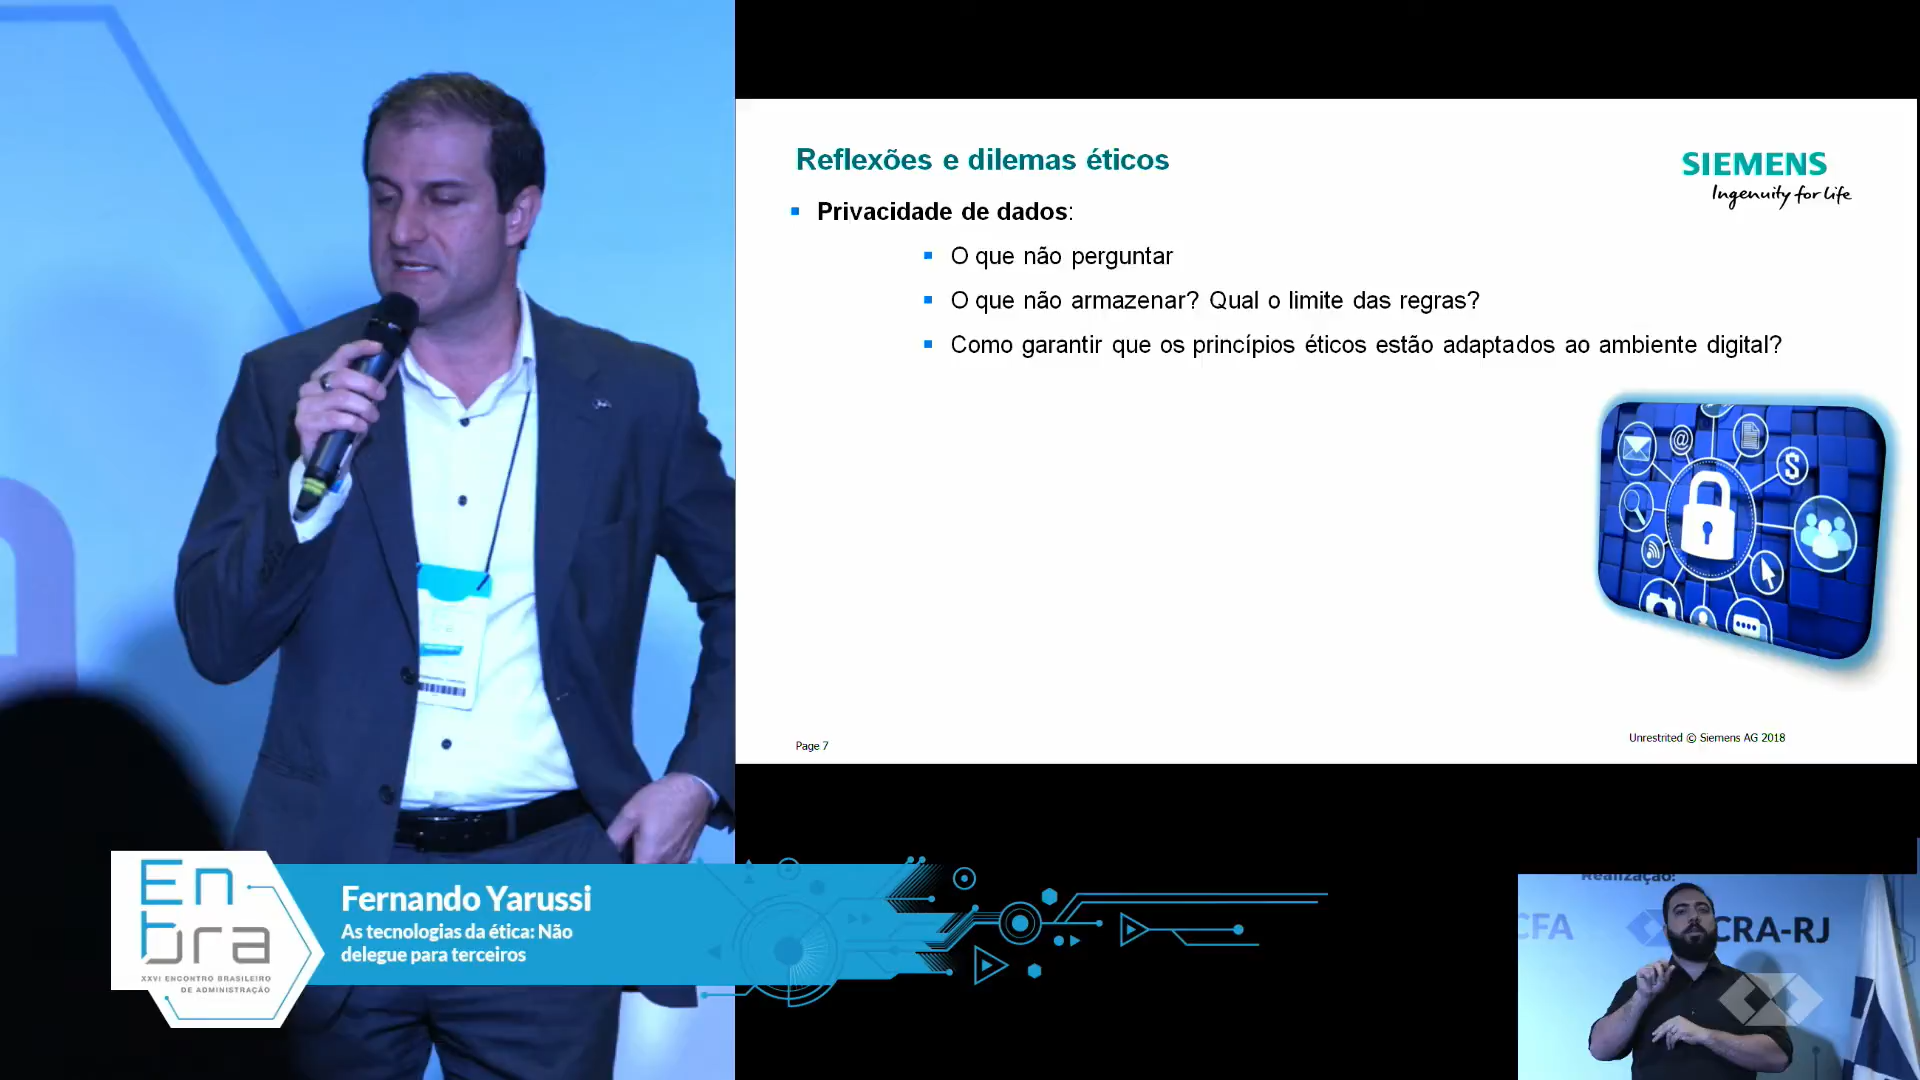 Reflexões e dilemas éticos
SIEMENS
Ingenuity for life
Privacidade de dados:
O que não perguntar
O que não armazenar? Qual o limite das regras?
Como garantir que os princípios éticos estão adaptados ao ambiente digital?
@
$
Page 7
Unrestrited © Siemens AG 2018
En
bra
XXVI ENCONTRO BRASILEIRO
DE ADMINISTRAÇÃO
Fernando Yarussi
As tecnologias da ética: Não
delegue para terceiros
Realização:
CFA
CRA-RJ